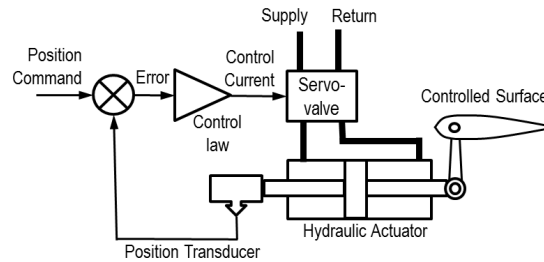 Supply
Return
Position
Command
Error
Control
Current
Control
law
Servo-
valve
Controlled Surface
Position Transducer
Hydraulic Actuator